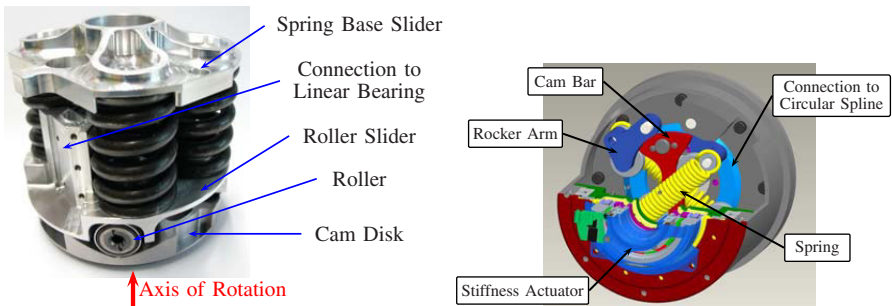 Spring Base Slider
Connection to
Linear Bearing
Roller Slider
Roller
Cam Disk
Axis of Rotation
Cam Bar
Connection to
Circular Spline
Rocker Arm
Spring
Stiffness Actuator